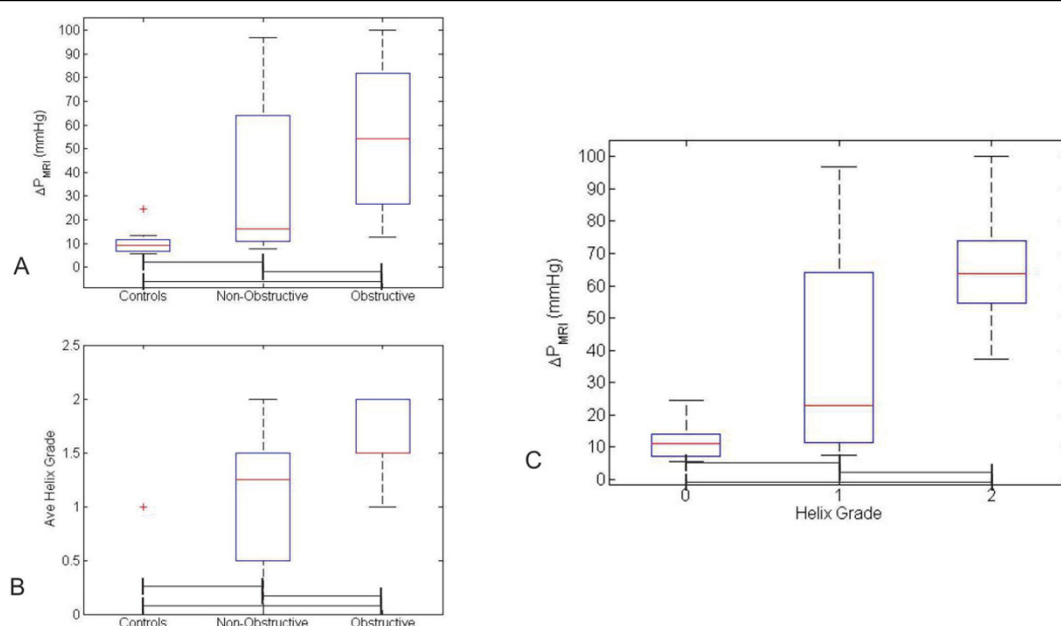 100
90
80
70
60
50
40
30
20
10
0
ΔP_MRI (mmHg)
Controls Non-Obstructive Obstructive
A
2.5
2
1.5
1
0.5
0
Ave Helix Grade
Controls Non-Obstructive Obstructive
B
100
90
80
70
60
50
40
30
20
10
0
ΔP_MRI (mmHg)
0 1 2
Helix Grade
C